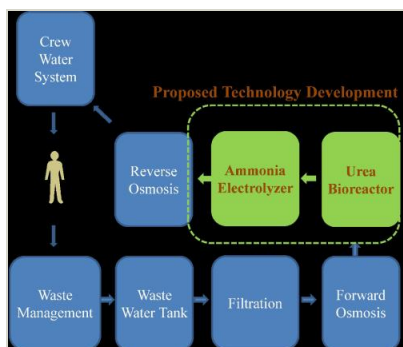 Crew
Water
System
Proposed Technology Development
Reverse
Osmosis
Ammonia
Electrolyzer
Urea
Bioreactor
Waste
Management
Waste
Water Tank
Filtration
Forward
Osmosis